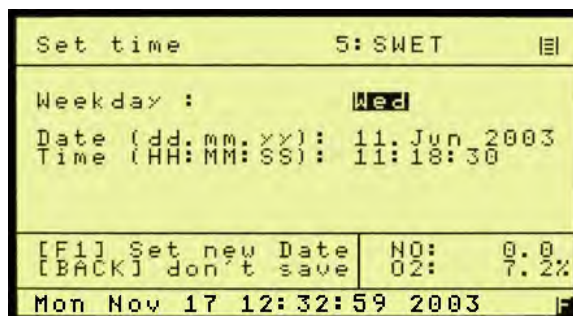 Set time 5: SWET
Weekday : Wed
Date (dd.mm.yy): 11.Jun 2003
Time (HH:MM:SS): 11:18:30
[F1] Set new Date NO: 0.0
[BACK] don't save O2: 7.2%
Mon Nov 17 12:32:59 2003 F